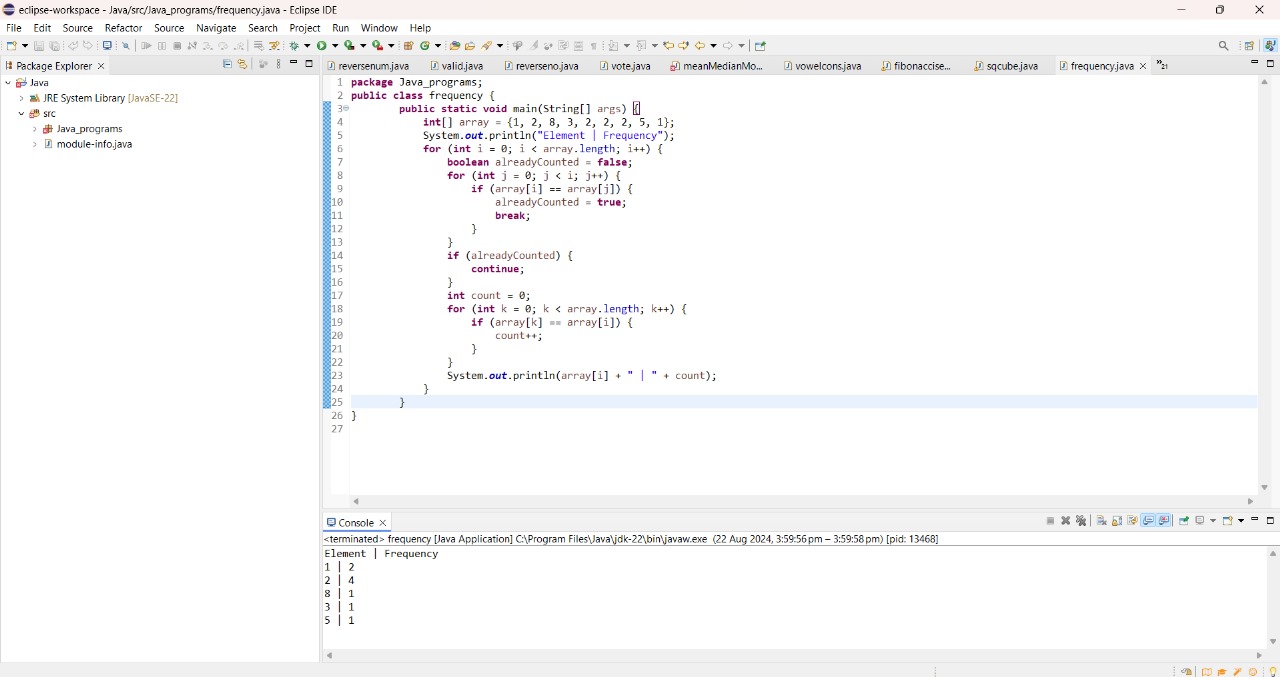 eclipse-workspace - Java/src/Java_programs/frequency.java - Eclipse IDE
File Edit Source Refactor Source Navigate Search Project Run Window Help
Package Explorer
reversenum.java valid.java reverseno.java vote.java meanMedianMo... vowelcons.java fibonaccise... sqcube.java frequency.java »21
Java
JRE System Library [JavaSE-22]
src
Java_programs
module-info.java
1 package Java_programs;
2 public class frequency {
3 public static void main(String[] args) {
4 int[] array = {1, 2, 8, 3, 2, 2, 2, 5, 1};
5 System.out.println("Element | Frequency");
6 for (int i = 0; i < array.length; i++) {
7 boolean alreadyCounted = false;
8 for (int j = 0; j < i; j++) {
9 if (array[i] == array[j]) {
10 alreadyCounted = true;
11 break;
12 }
13 }
14 if (alreadyCounted) {
15 continue;
16 }
17 int count = 0;
18 for (int k = 0; k < array.length; k++) {
19 if (array[k] == array[i]) {
20 count++;
21 }
22 }
23 System.out.println(array[i] + " | " + count);
24 }
25 }
26 }
27
Console
<terminated> frequency [Java Application] C:\Program Files\Java\jdk-22\bin\javaw.exe (22 Aug 2024, 3:59:56 pm – 3:59:58 pm) [pid: 13468]
Element | Frequency
1 | 2
2 | 4
8 | 1
3 | 1
5 | 1